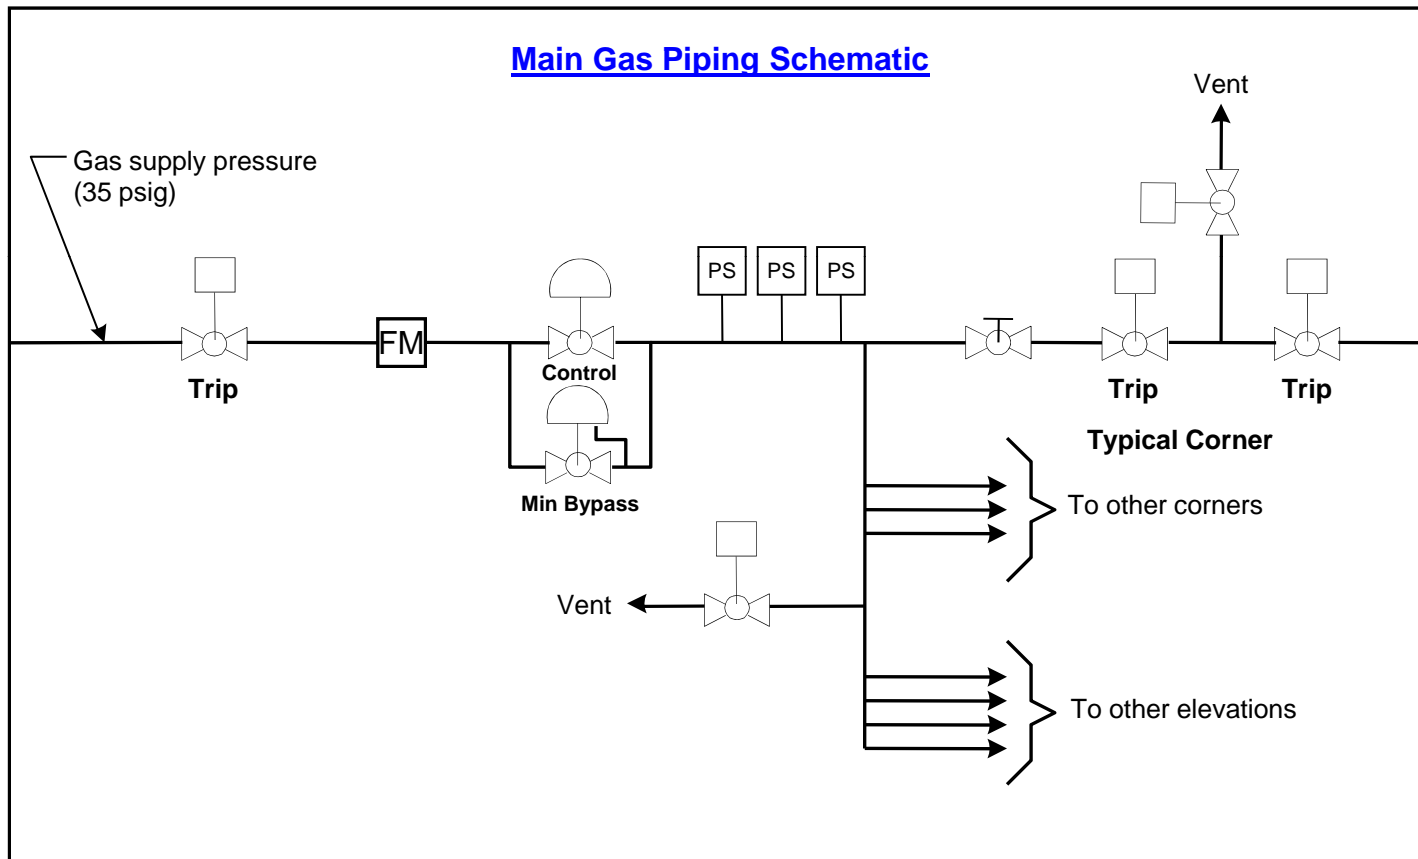 Main Gas Piping Schematic
Vent
Gas supply pressure
(35 psig)
PS
PS
PS
FM
Control
Trip
Trip
Trip
Typical Corner
Min Bypass
To other corners
Vent
To other elevations